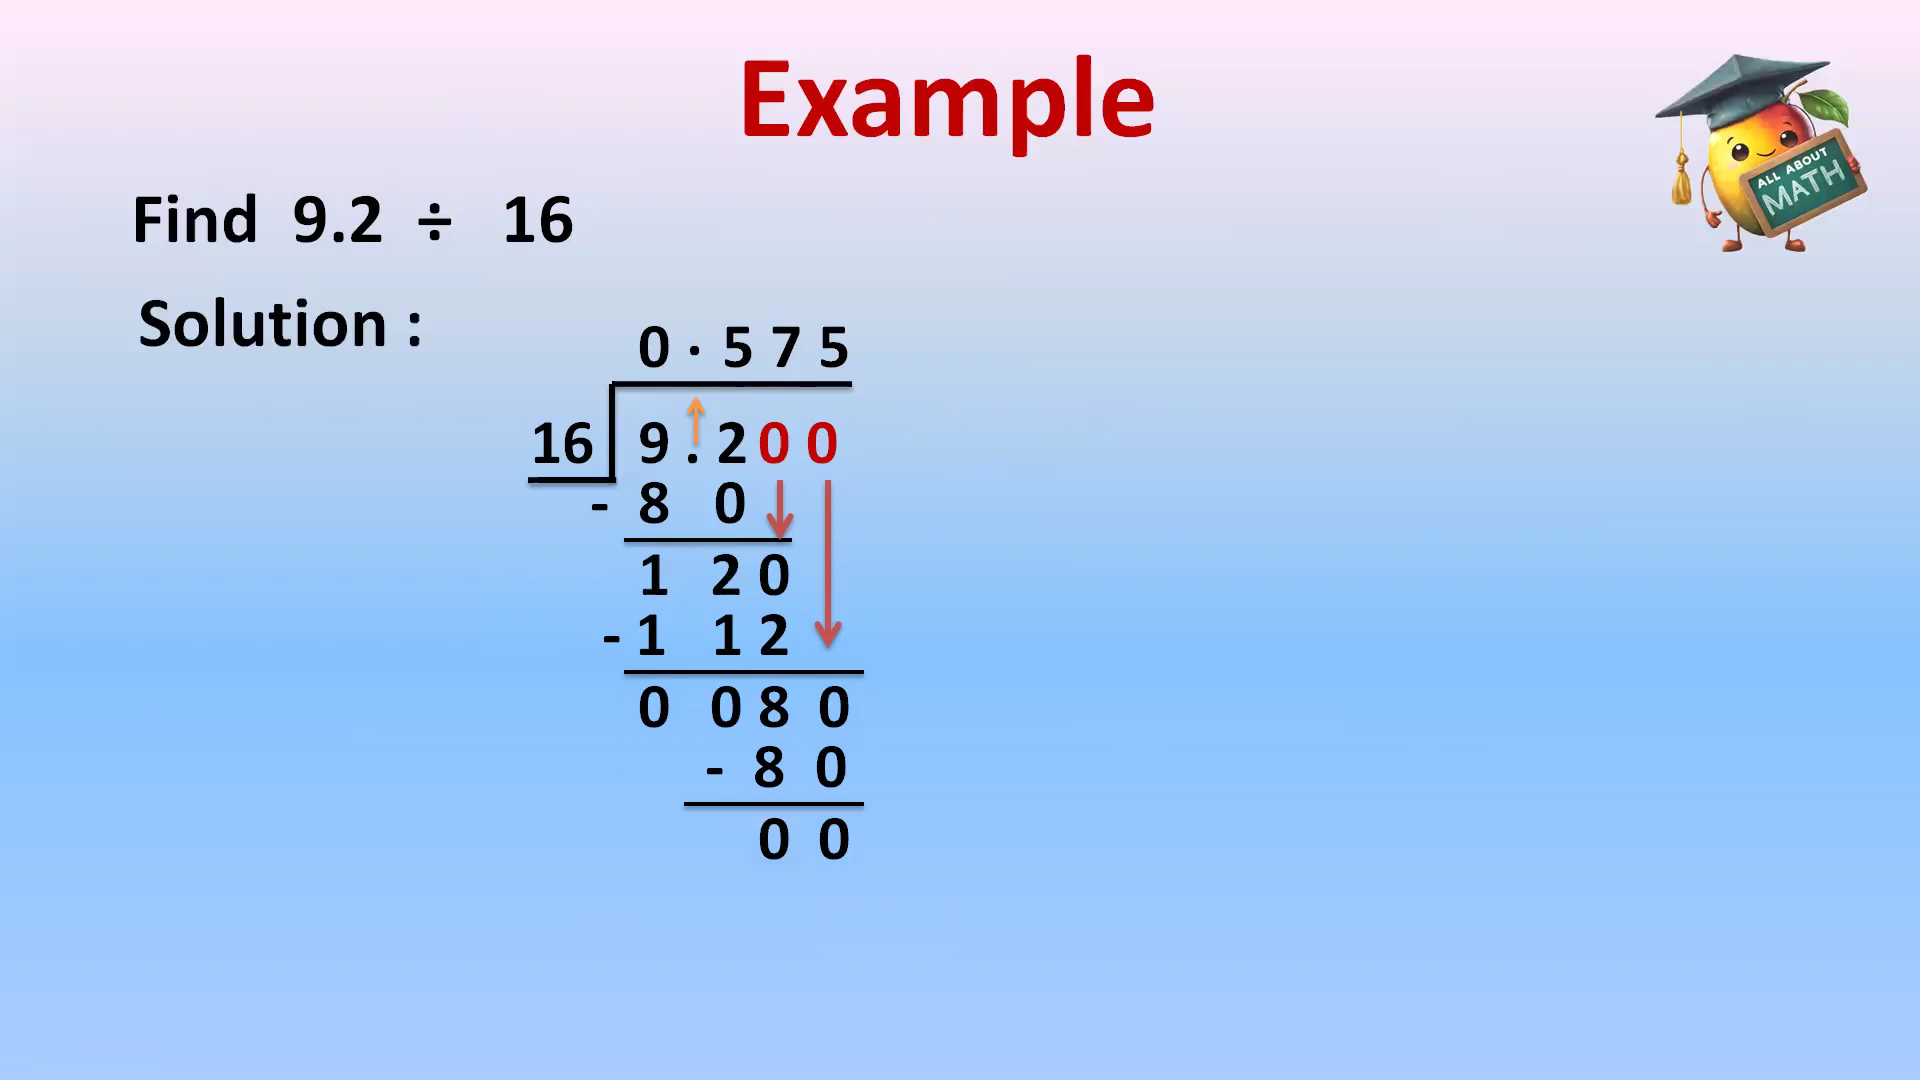 Example
ALL ABOUT
MATH
Find 9.2 ÷ 16
Solution :
0 · 5 7 5
16 9 . 2 0 0
- 8 0
1 2 0
- 1 1 2
0 0 8 0
- 8 0
0 0